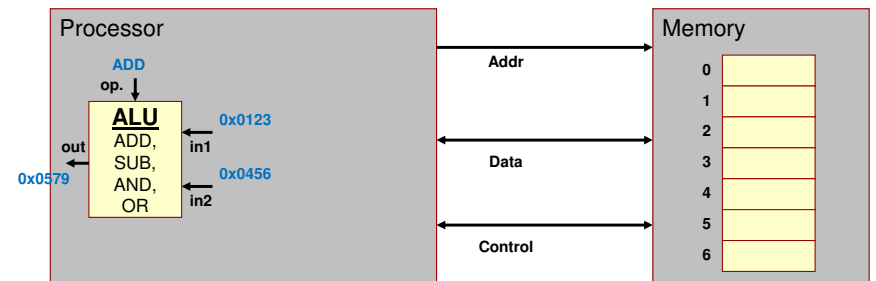 Processor
ADD
op.
ALU
ADD,
SUB,
AND,
OR
in1
0x0123
in2
0x0456
out
0x0579
Addr
Data
Control
Memory
0
1
2
3
4
5
6